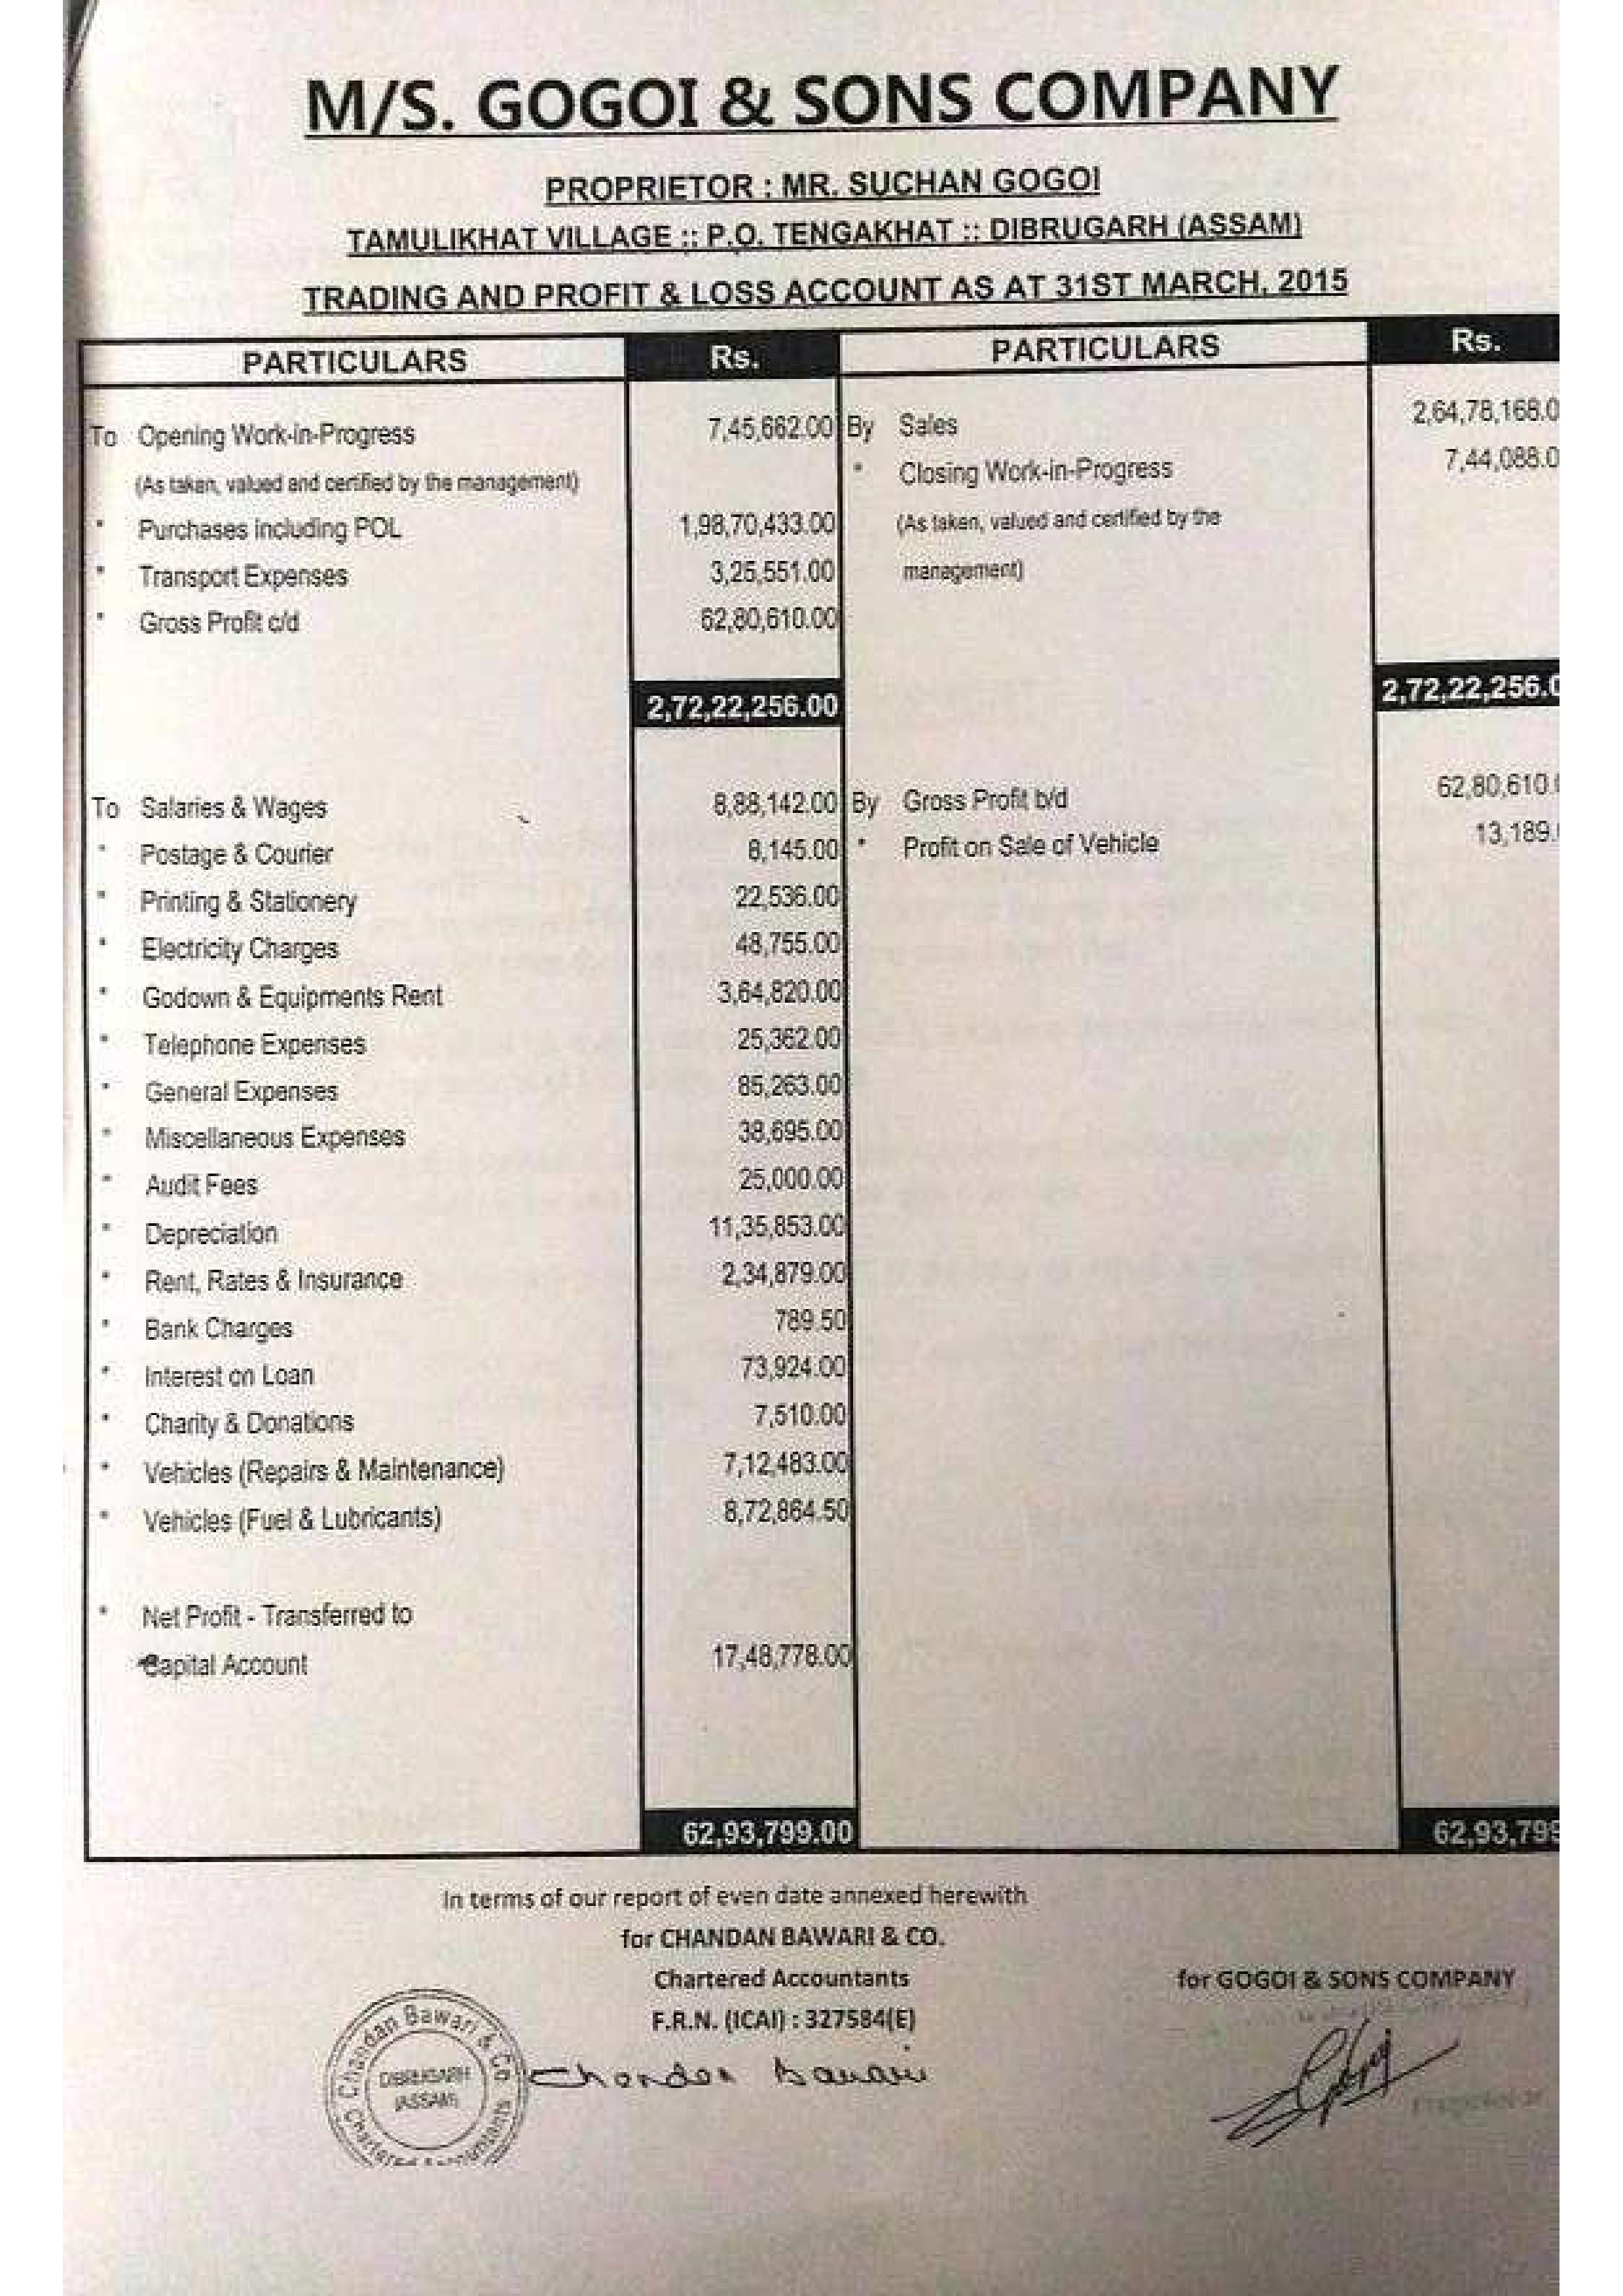 M/S. GOGOI & SONS COMPANY
PROPRIETOR : MR. SUCHAN GOGOI
TAMULIKHAT VILLAGE :: P.O. TENGAKHAT :: DIBRUGARH (ASSAM)
TRADING AND PROFIT & LOSS ACCOUNT AS AT 31ST MARCH, 2015
PARTICULARS Rs. PARTICULARS Rs.
To Opening Work-in-Progress 7,45,662.00 By Sales 2,64,78,168.0
(As taken, valued and certified by the management) " Closing Work-in-Progress 7,44,088.0
" Purchases including POL 1,98,70,433.00 (As taken, valued and certified by the
" Transport Expenses 3,25,551.00 management)
" Gross Profit c/d 62,80,610.00
2,72,22,256.00 2,72,22,256.0
To Salaries & Wages 8,88,142.00 By Gross Profit b/d 62,80,610.
" Postage & Courier 8,145.00 " Profit on Sale of Vehicle 13,189.
" Printing & Stationery 22,536.00
" Electricity Charges 48,755.00
" Godown & Equipments Rent 3,64,820.00
" Telephone Expenses 25,362.00
" General Expenses 85,263.00
" Miscellaneous Expenses 38,695.00
" Audit Fees 25,000.00
" Depreciation 11,35,853.00
" Rent, Rates & Insurance 2,34,879.00
" Bank Charges 789.50
" Interest on Loan 73,924.00
" Charity & Donations 7,510.00
" Vehicles (Repairs & Maintenance) 7,12,483.00
" Vehicles (Fuel & Lubricants) 8,72,864.50
" Net Profit - Transferred to
Capital Account 17,48,778.00
62,93,799.00 62,93,799
In terms of our report of even date annexed herewith
for CHANDAN BAWARI & CO.
Chartered Accountants for GOGOI & SONS COMPANY
F.R.N. (ICAI) : 327584(E)
Chandan Bawari & Co
DIBRUGARH
(ASSAM)
Chartered Accountants
Chandan Bawari
Proprietor